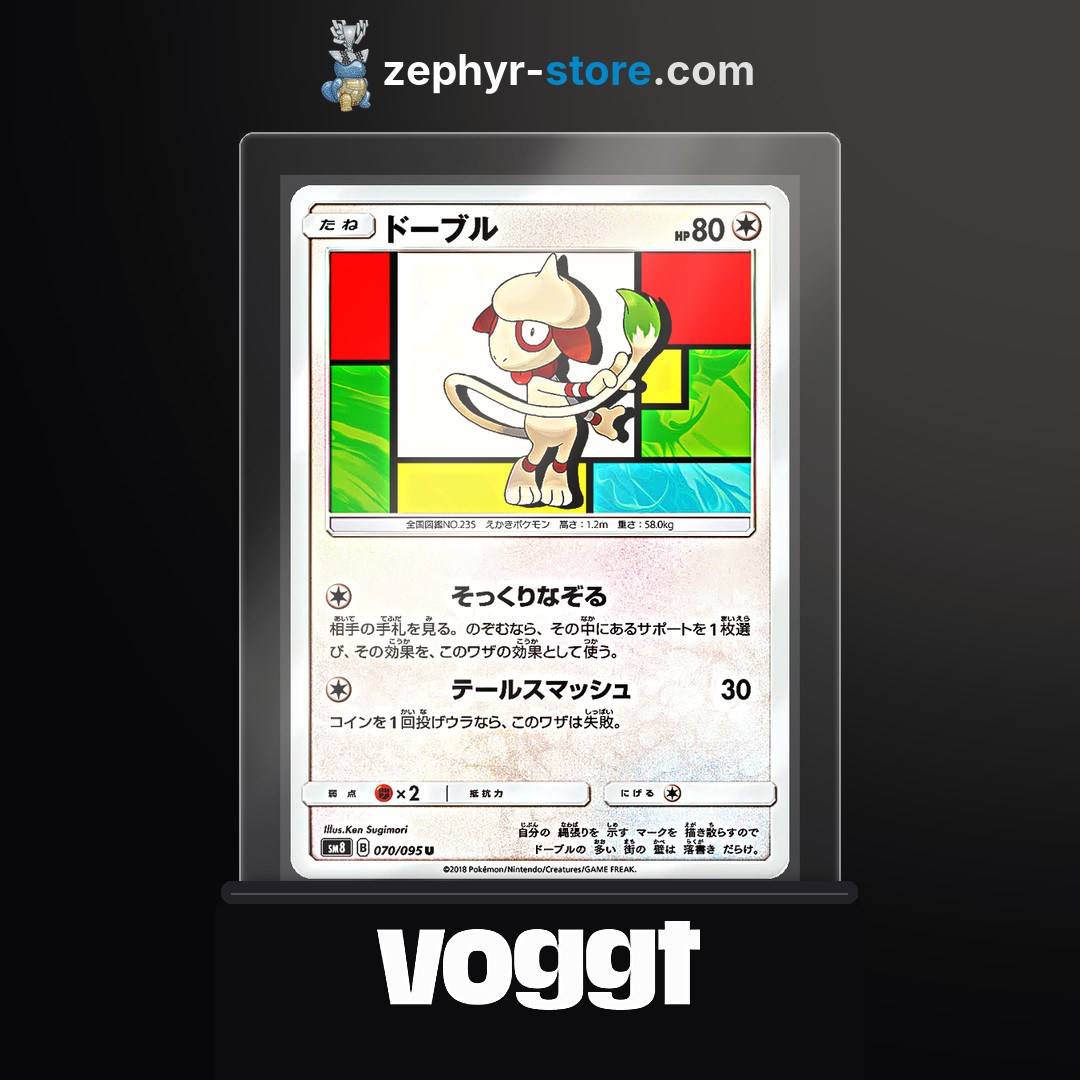 zephyr-store.com
たね ドーブル HP80
全国図鑑NO.235 えかきポケモン 高さ:1.2m 重さ:58.0kg
そっくりなぞる
相手の手札を見る。のぞむなら、その中にあるサポートを1枚選
び、その効果を、このワザの効果として使う。
テールスマッシュ 30
コインを1回投げウラなら、このワザは失敗。
弱点 ×2 抵抗力 にげる
Illus.Ken Sugimori
自分の 縄張りを 示す マークを 描き散らすので
ドーブルの 多い 街の 壁は 落書き だらけ。
SM8 B 070/095 U
©2018 Pokémon/Nintendo/Creatures/GAME FREAK.
voggt